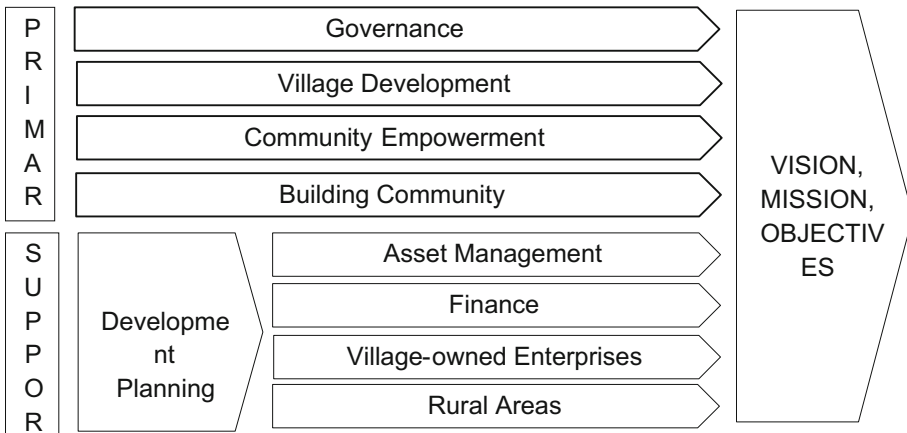 P
R
I
M
A
R
Governance
Village Development
Community Empowerment
Building Community
S
U
P
P
O
R
Developme
nt
Planning
Asset Management
Finance
Village-owned Enterprises
Rural Areas
VISION,
MISSION,
OBJECTIV
ES